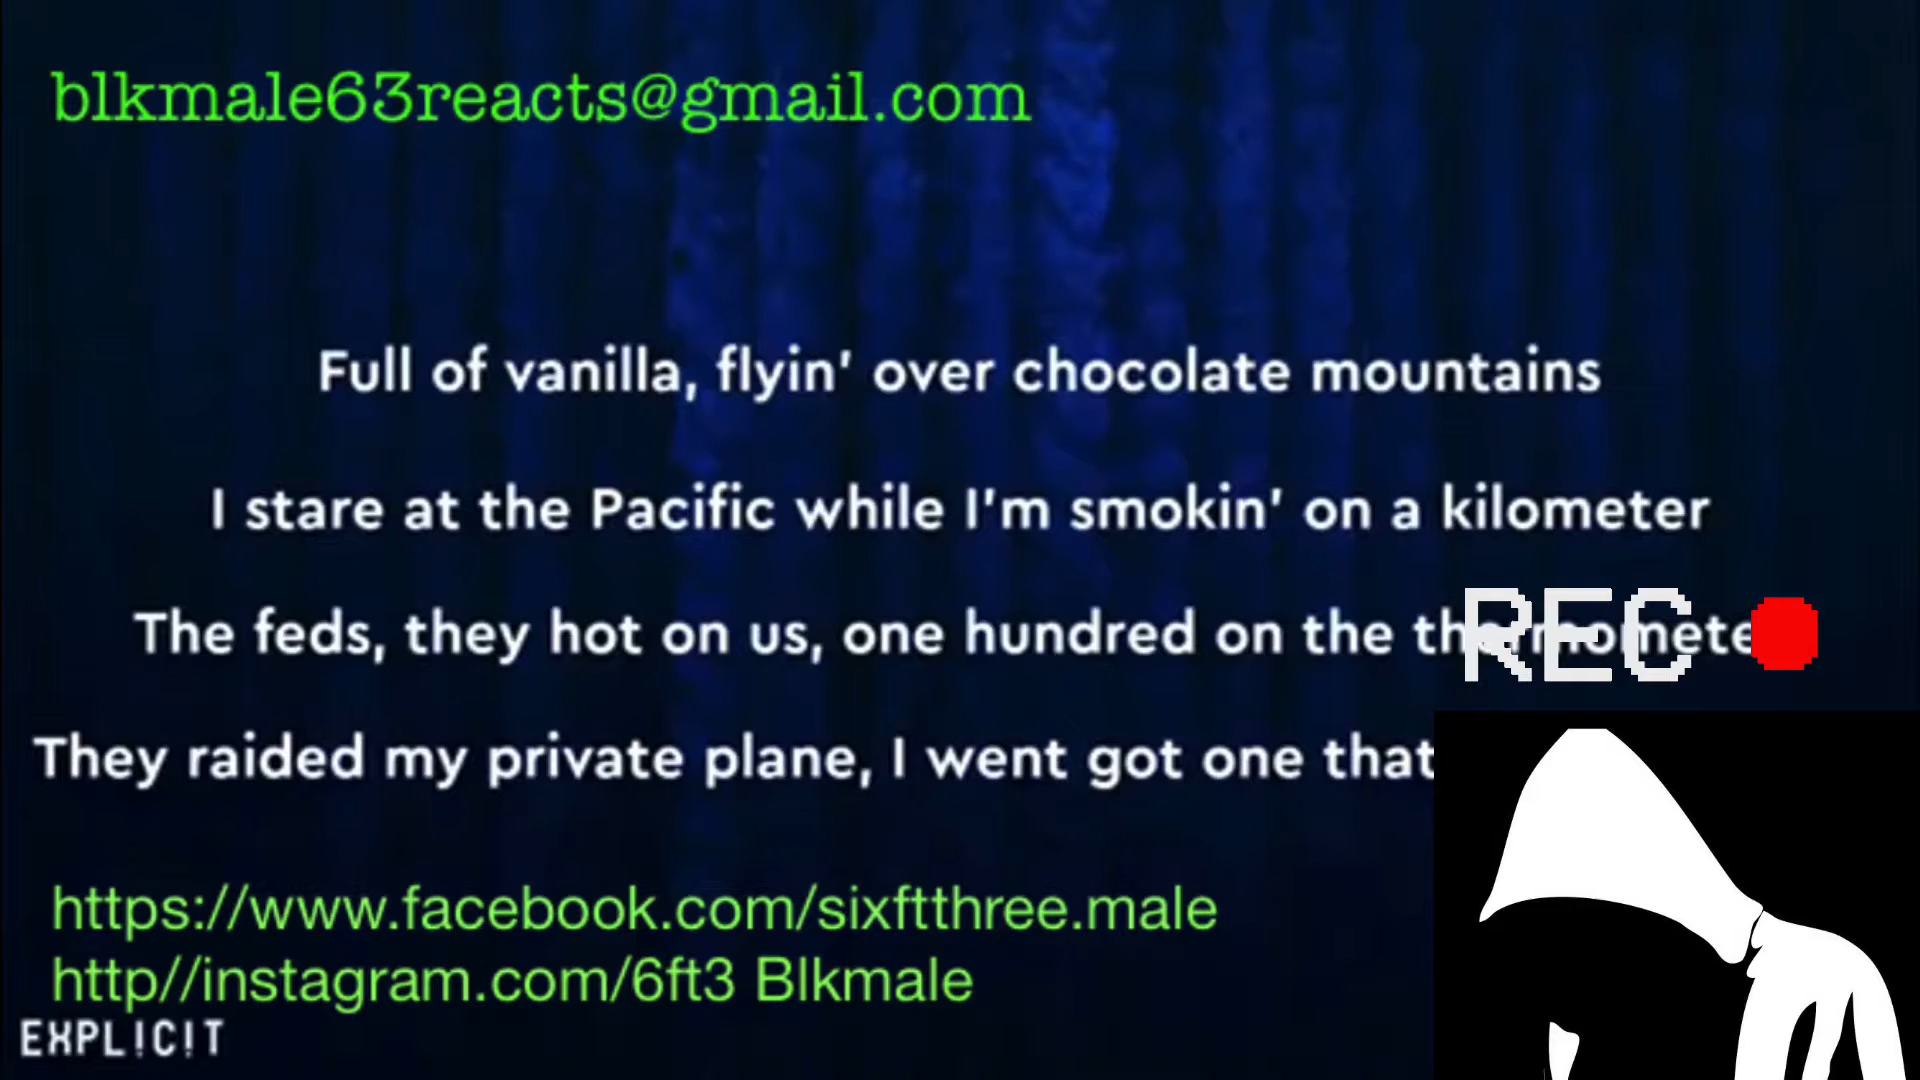 blkmale63reacts@gmail.com
Full of vanilla, flyin' over chocolate mountains
I stare at the Pacific while I'm smokin' on a kilometer
The feds, they hot on us, one hundred on the thermomete
REC
They raided my private plane, I went got one that
https://www.facebook.com/sixftthree.male
http//instagram.com/6ft3 Blkmale
EXPL!C!T